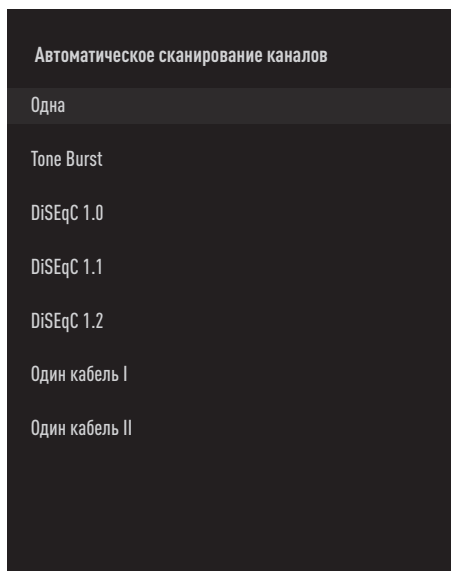 Автоматическое сканирование каналов
Одна
Tone Burst
DiSEqC 1.0
DiSEqC 1.1
DiSEqC 1.2
Один кабель I
Один кабель II